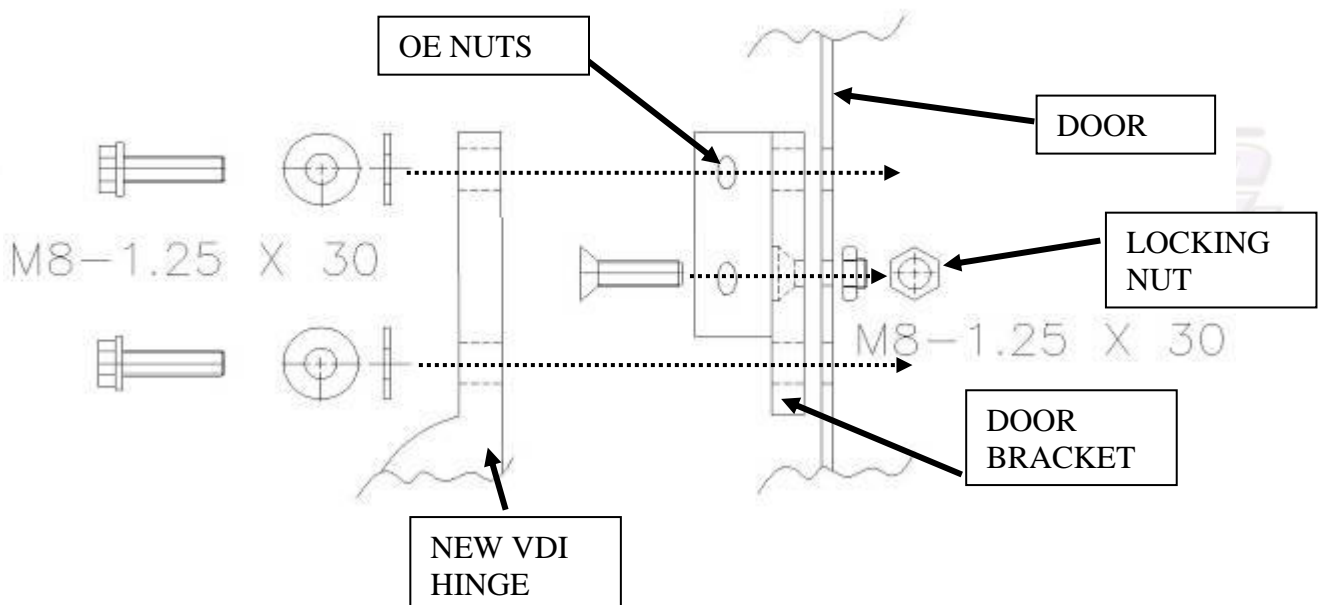 OE NUTS
DOOR
M8-1.25 X 30
LOCKING
NUT
M8-1.25 X 30
DOOR
BRACKET
NEW VDI
HINGE